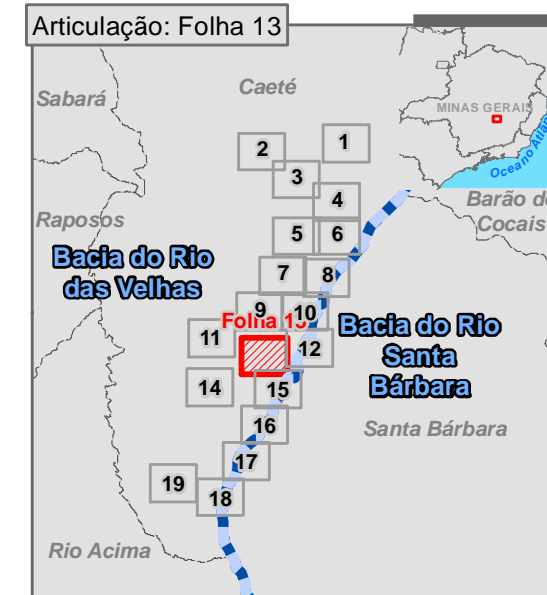 Articulação: Folha 13
Sabará
Caeté
MINAS GERAIS
Barão de
Cocais
1
2
3
4
Raposos
5
6
Bacia do Rio
das Velhas
7
8
9
10
Folha 13
Bacia do Rio
Santa
Bárbara
11
12
14
15
16
Santa Bárbara
17
19
18
Rio Acima